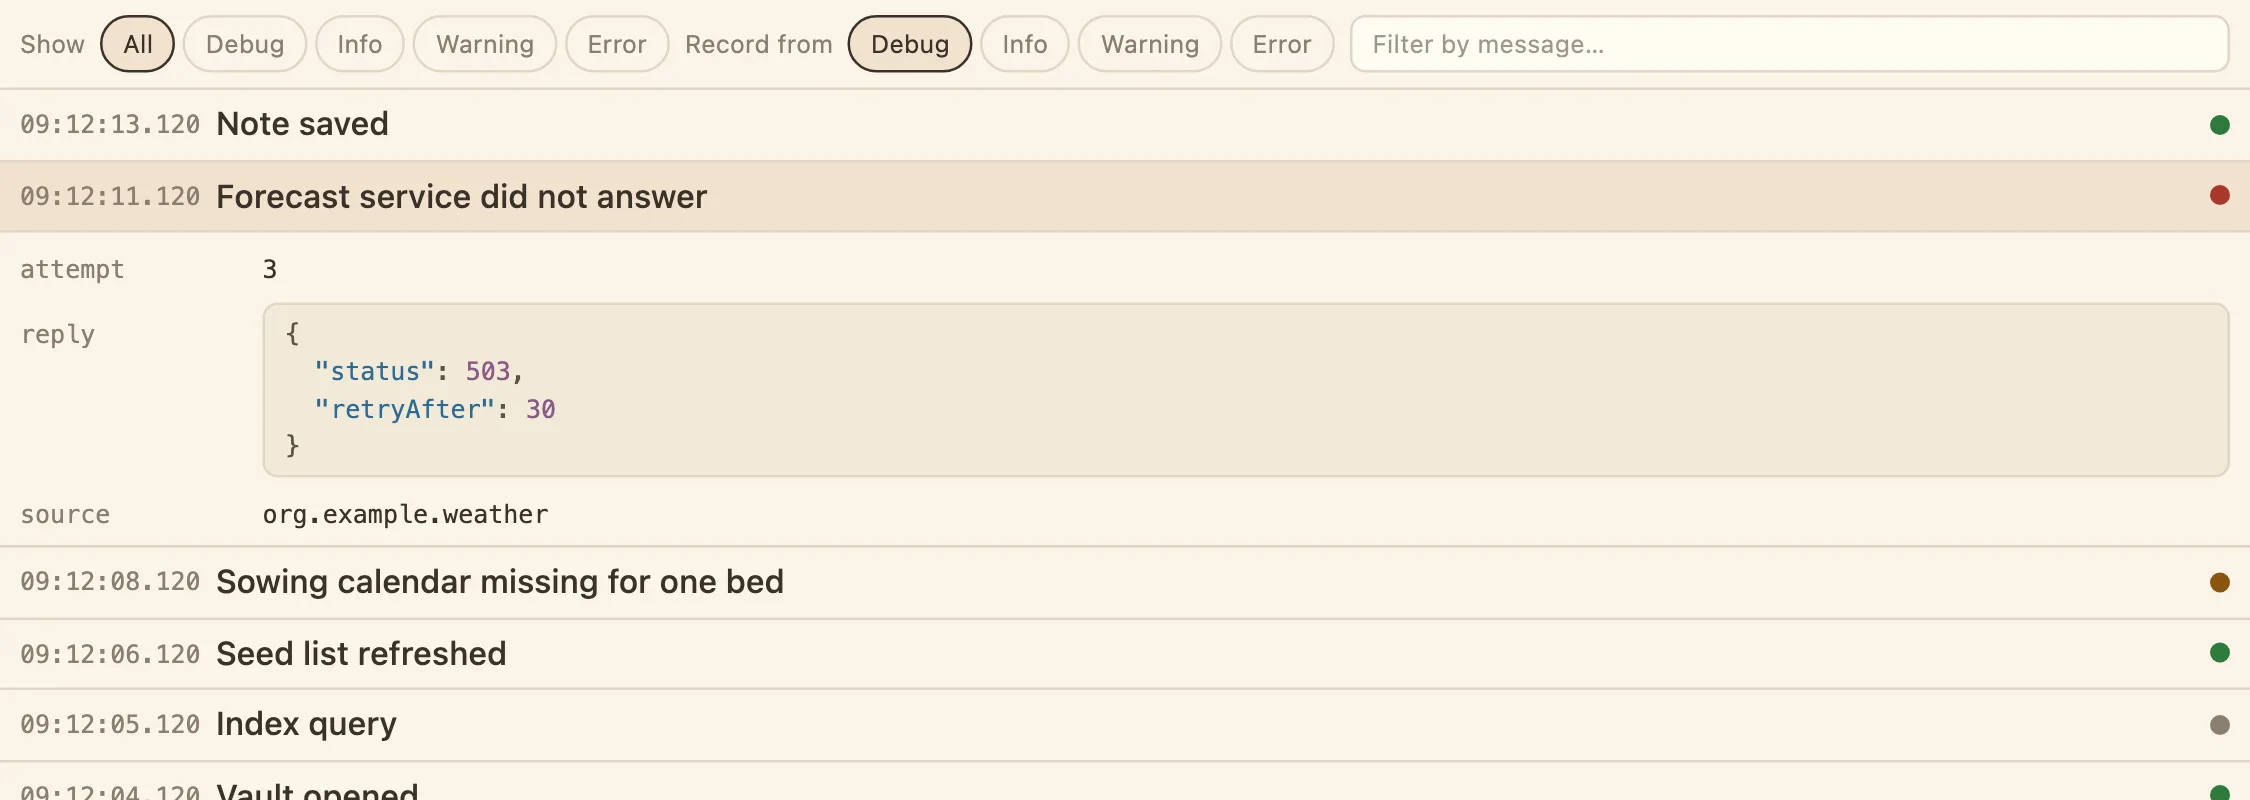 Show All Debug Info Warning Error Record from Debug Info Warning Error Filter by message...
09:12:13.120 Note saved
09:12:11.120 Forecast service did not answer
attempt 3
reply {
"status": 503,
"retryAfter": 30
}
source org.example.weather
09:12:08.120 Sowing calendar missing for one bed
09:12:06.120 Seed list refreshed
09:12:05.120 Index query
09:12:04.120 Vault opened